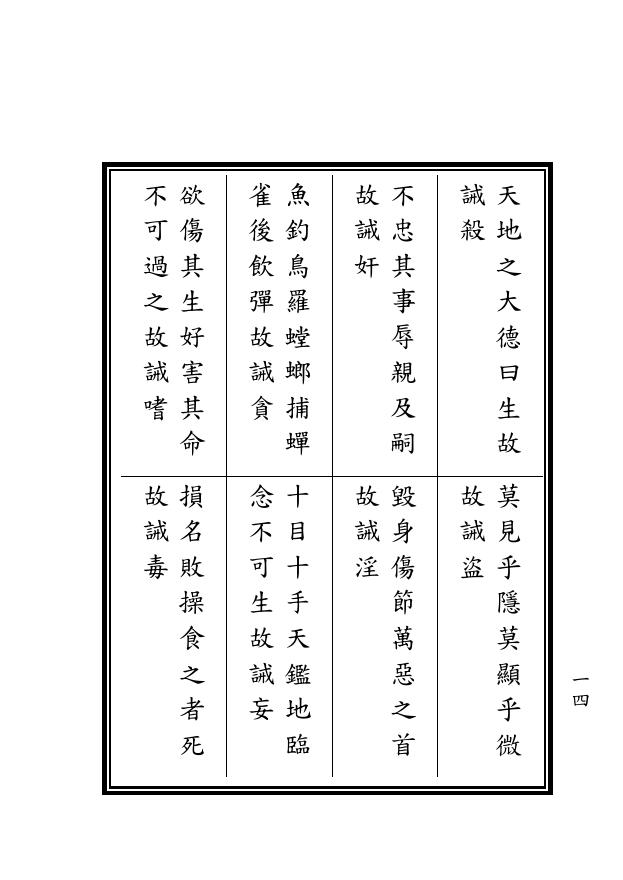 天地之大德曰生故
誡殺
莫見乎隱莫顯乎微
故誡盜
不忠其事辱親及嗣
故誡奸
毀身傷節萬惡之首
故誡淫
魚釣鳥羅螳螂捕蟬
雀後飲彈故誡貪
十目十手天鑑地臨
念不可生故誡妄
欲傷其生好害其命
不可過之故誡嗜
損名敗操食之者死
故誡毒
一四